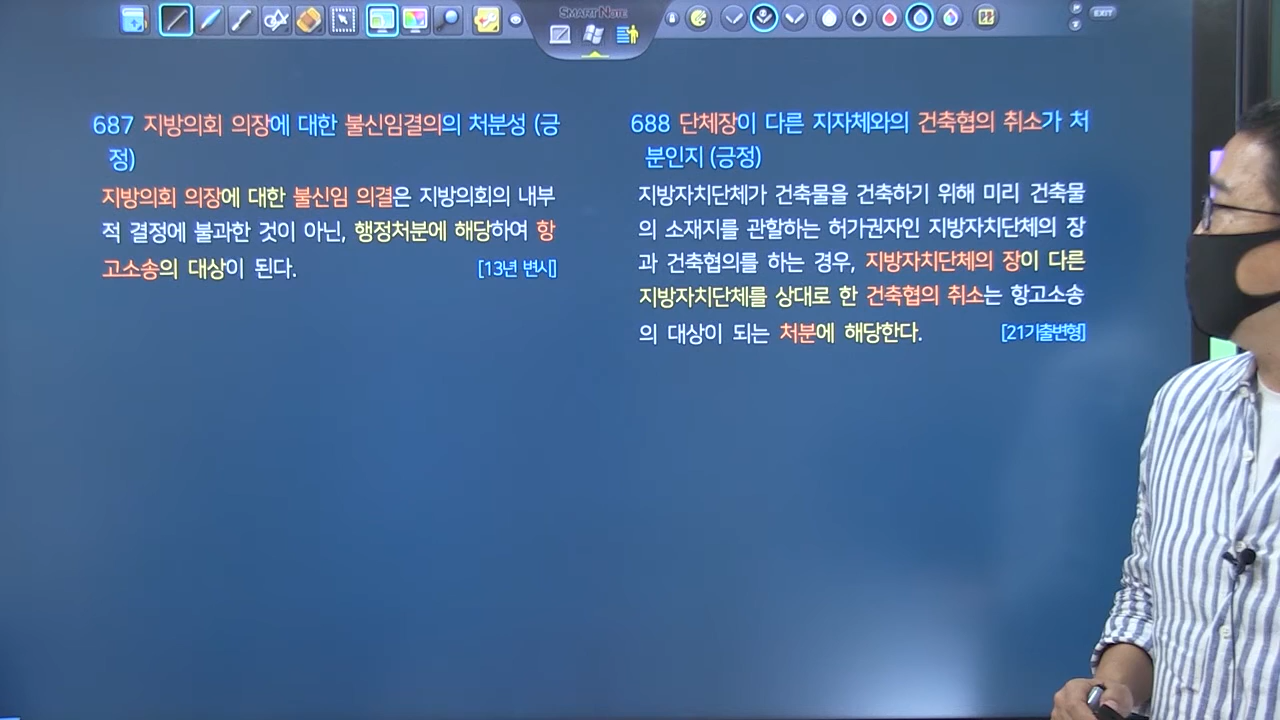 SMARTNOTE
EXIT
687 지방의회 의장에 대한 불신임결의의 처분성 (긍
정)
지방의회 의장에 대한 불신임 의결은 지방의회의 내부
적 결정에 불과한 것이 아닌, 행정처분에 해당하여 항
고소송의 대상이 된다. [13년 변시]
688 단체장이 다른 지자체와의 건축협의 취소가 처
분인지 (긍정)
지방자치단체가 건축물을 건축하기 위해 미리 건축물
의 소재지를 관할하는 허가권자인 지방자치단체의 장
과 건축협의를 하는 경우, 지방자치단체의 장이 다른
지방자치단체를 상대로 한 건축협의 취소는 항고소송
의 대상이 되는 처분에 해당한다. [21기출변형]